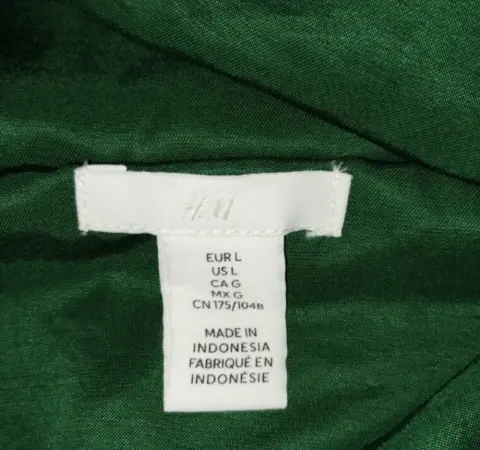 H&M
EUR L
US L
CA G
MX G
CN 175/104B
MADE IN
INDONESIA
FABRIQUÉ EN
INDONÉSIE